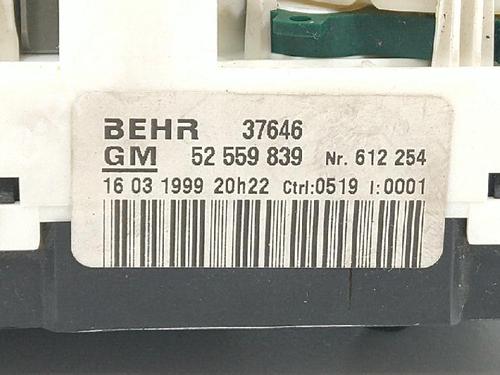 BEHR 37646
GM 52 559 839 Nr. 612 254
16 03 1999 20h22 Ctrl:0519 I:0001